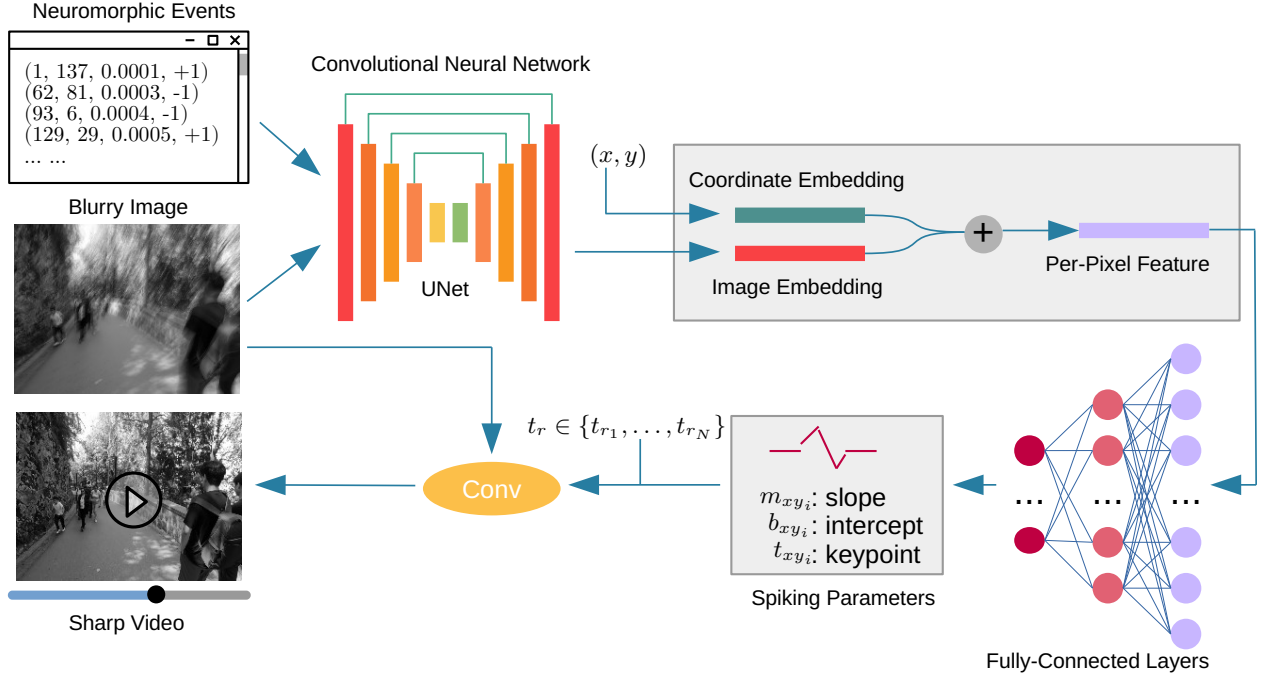 Neuromorphic Events
(1, 137, 0.0001, +1)
(62, 81, 0.0003, -1)
(93, 6, 0.0004, -1)
(129, 29, 0.0005, +1)
... ...
Blurry Image
Convolutional Neural Network
UNet
(x, y)
Coordinate Embedding
Image Embedding
+
Per-Pixel Feature
... ... ...
Fully-Connected Layers
m_{xy_i}: slope
b_{xy_i}: intercept
t_{xy_i}: keypoint
Spiking Parameters
t_r ∈ {t_{r_1}, . . . , t_{r_N}}
Conv
Sharp Video